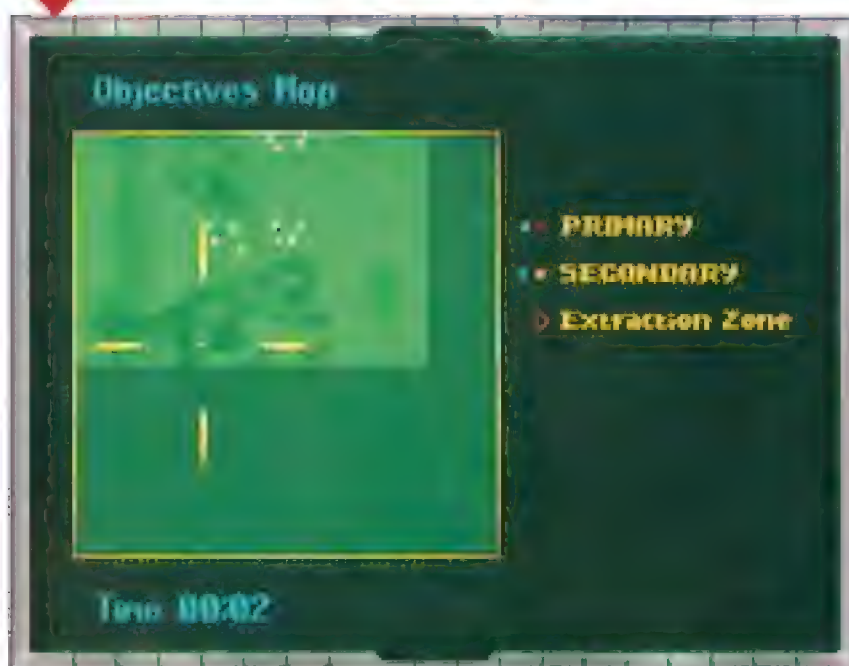 Objectives Map
PRIMARY
SECONDARY
Extraction Zone
Time 00:02